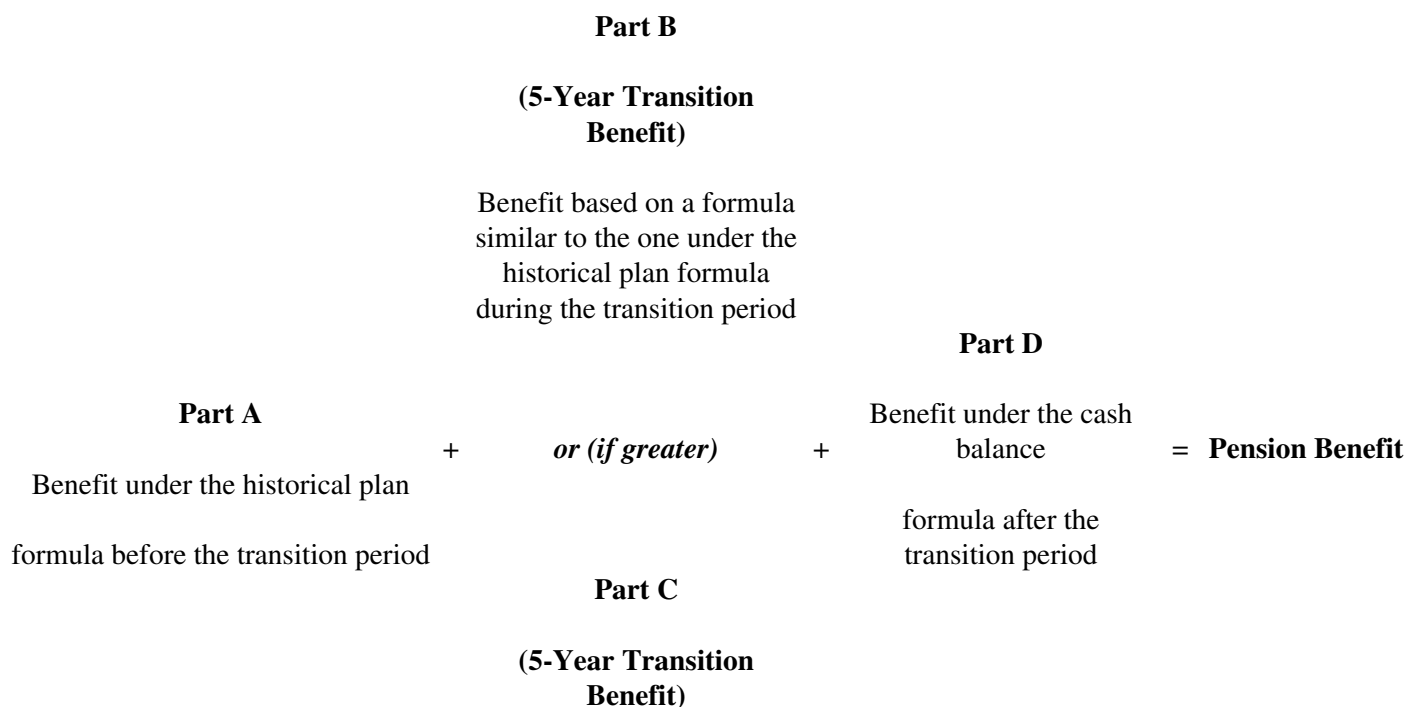 Part B
(5-Year Transition
Benefit)
Benefit based on a formula
similar to the one under the
historical plan formula
during the transition period
Part A
Benefit under the historical plan
formula before the transition period
+
or (if greater)
+
Part D
Benefit under the cash
balance
formula after the
transition period
= Pension Benefit
Part C
(5-Year Transition
Benefit)